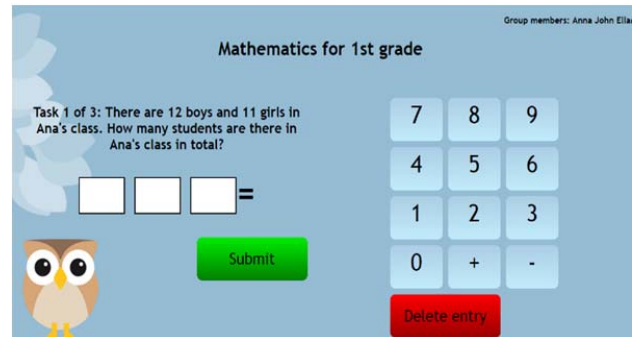 Group members: Anna John
Mathematics for 1st grade
Task 1 of 3: There are 12 boys and 11 girls in
Ana's class. How many students are there in
Ana's class in total?
=
Submit
7 8 9
4 5 6
1 2 3
0 + -
Delete entry